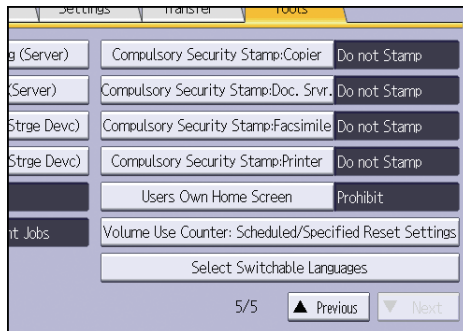 Settings Transfer Tools
g (Server) Compulsory Security Stamp:Copier Do not Stamp
(Server) Compulsory Security Stamp:Doc. Srvr. Do not Stamp
Strge Devc) Compulsory Security Stamp:Facsimile Do not Stamp
Strge Devc) Compulsory Security Stamp:Printer Do not Stamp
Users Own Home Screen Prohibit
nt Jobs Volume Use Counter: Scheduled/Specified Reset Settings
Select Switchable Languages
5/5 ▲ Previous ▼ Next